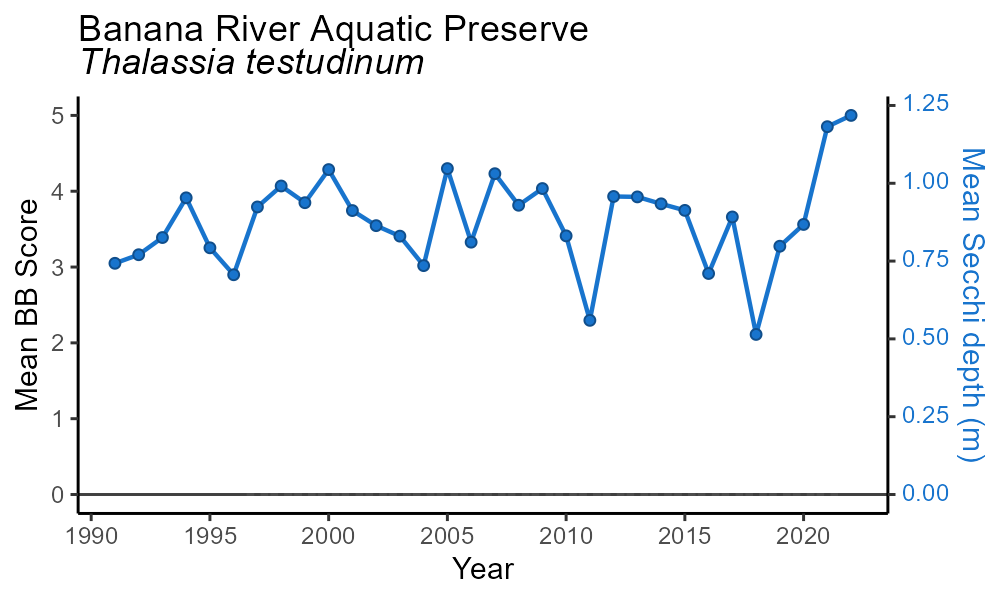 Banana River Aquatic Preserve
Thalassia testudinum
Mean BB Score
5
4
3
2
1
0
1.25
1.00
0.75
0.50
0.25
0.00
Mean Secchi depth (m)
1990 1995 2000 2005 2010 2015 2020
Year